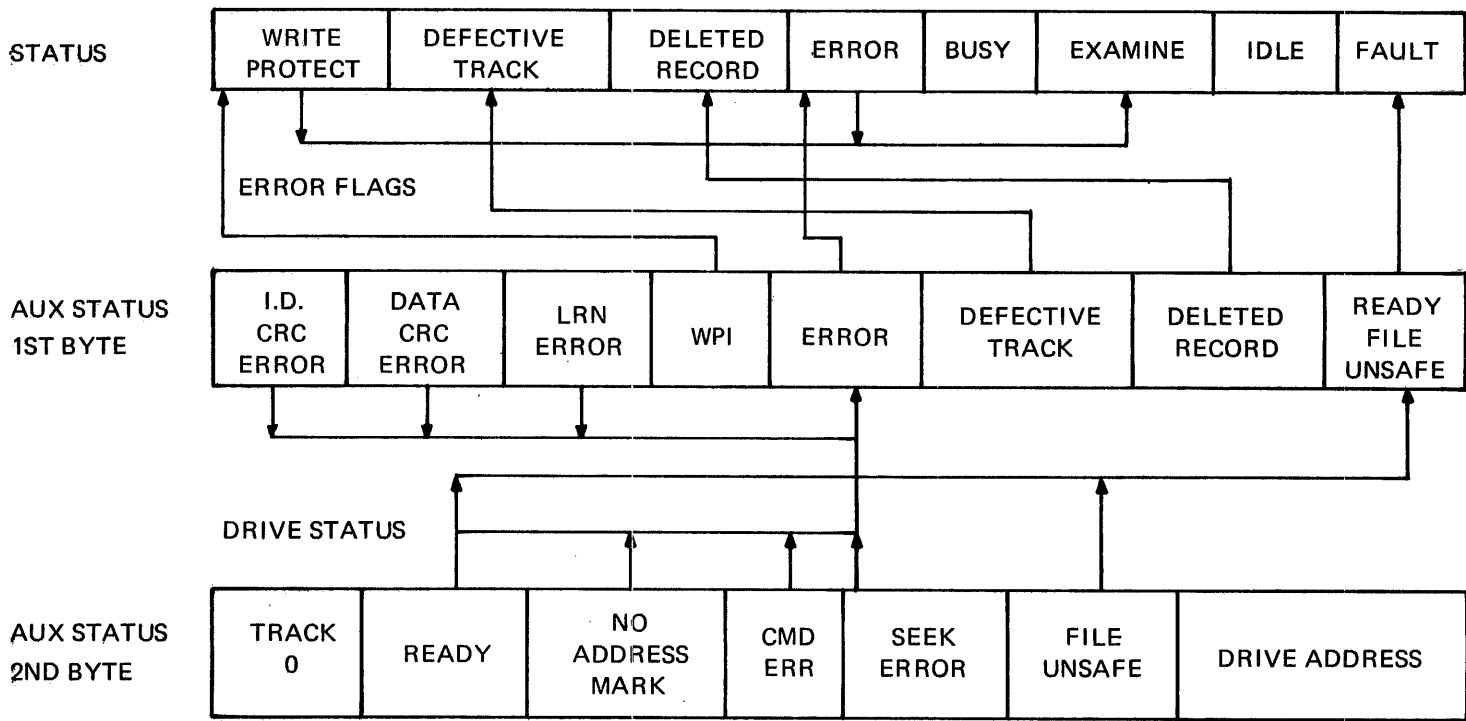 STATUS
WRITE
PROTECT
DEFECTIVE
TRACK
DELETED
RECORD
ERROR
BUSY
EXAMINE
IDLE
FAULT
ERROR FLAGS
AUX STATUS
1ST BYTE
I.D.
CRC
ERROR
DATA
CRC
ERROR
LRN
ERROR
WPI
ERROR
DEFECTIVE
TRACK
DELETED
RECORD
READY
FILE
UNSAFE
DRIVE STATUS
AUX STATUS
2ND BYTE
TRACK
0
READY
NO
ADDRESS
MARK
CMD
ERR
SEEK
ERROR
FILE
UNSAFE
DRIVE ADDRESS